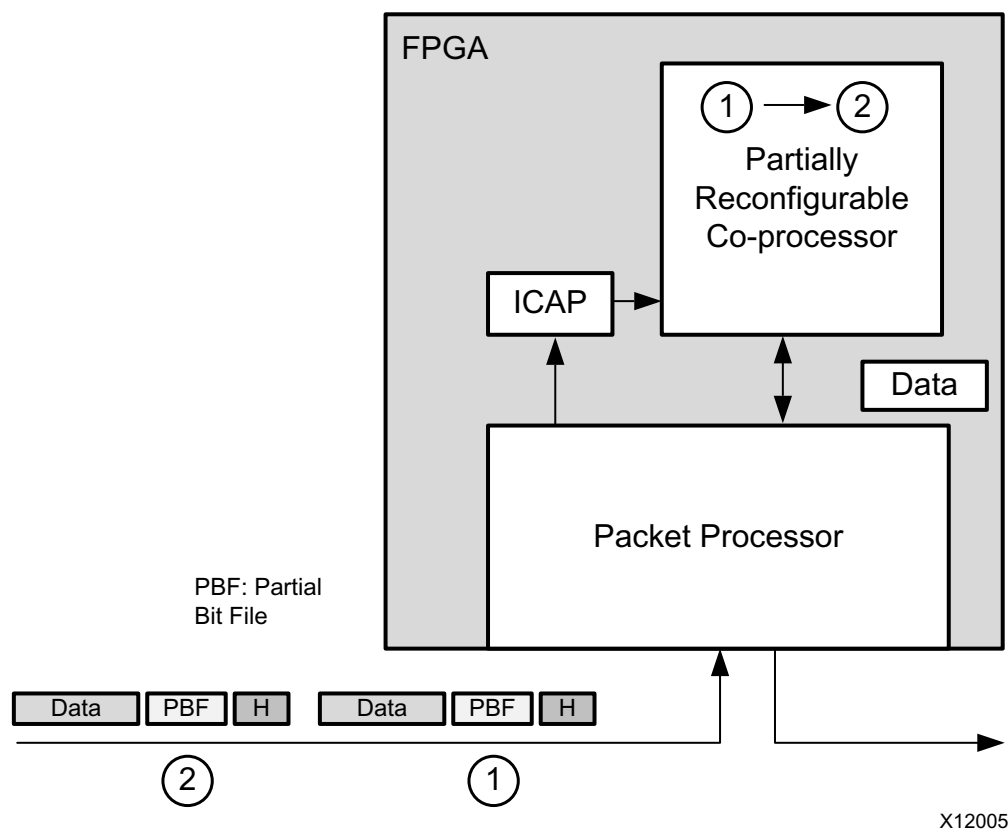 FPGA
1 2
Partially
Reconfigurable
Co-processor
ICAP
Data
Packet Processor
PBF: Partial
Bit File
Data PBF H Data PBF H
2 1
X12005